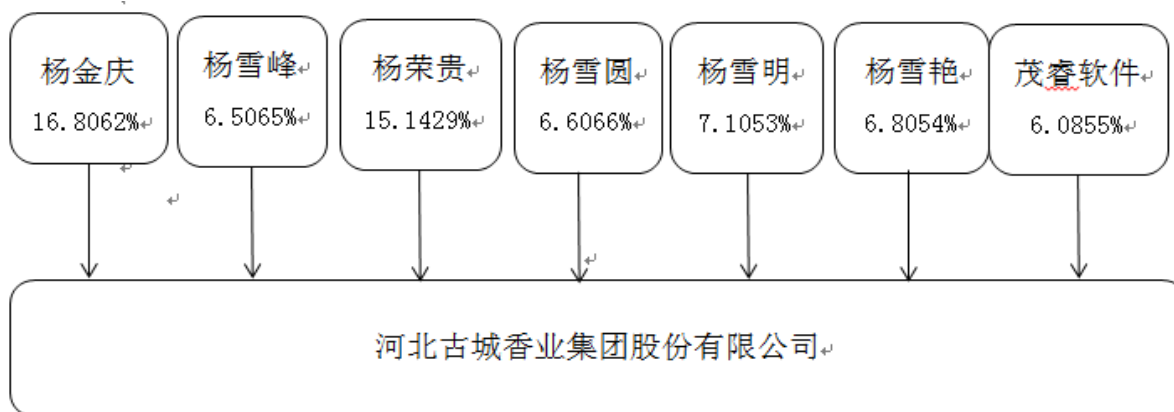 杨金庆
16.8062%
杨雪峰
6.5065%
杨荣贵
15.1429%
杨雪圆
6.6066%
杨雪明
7.1053%
杨雪艳
6.8054%
茂睿软件
6.0855%
河北古城香业集团股份有限公司